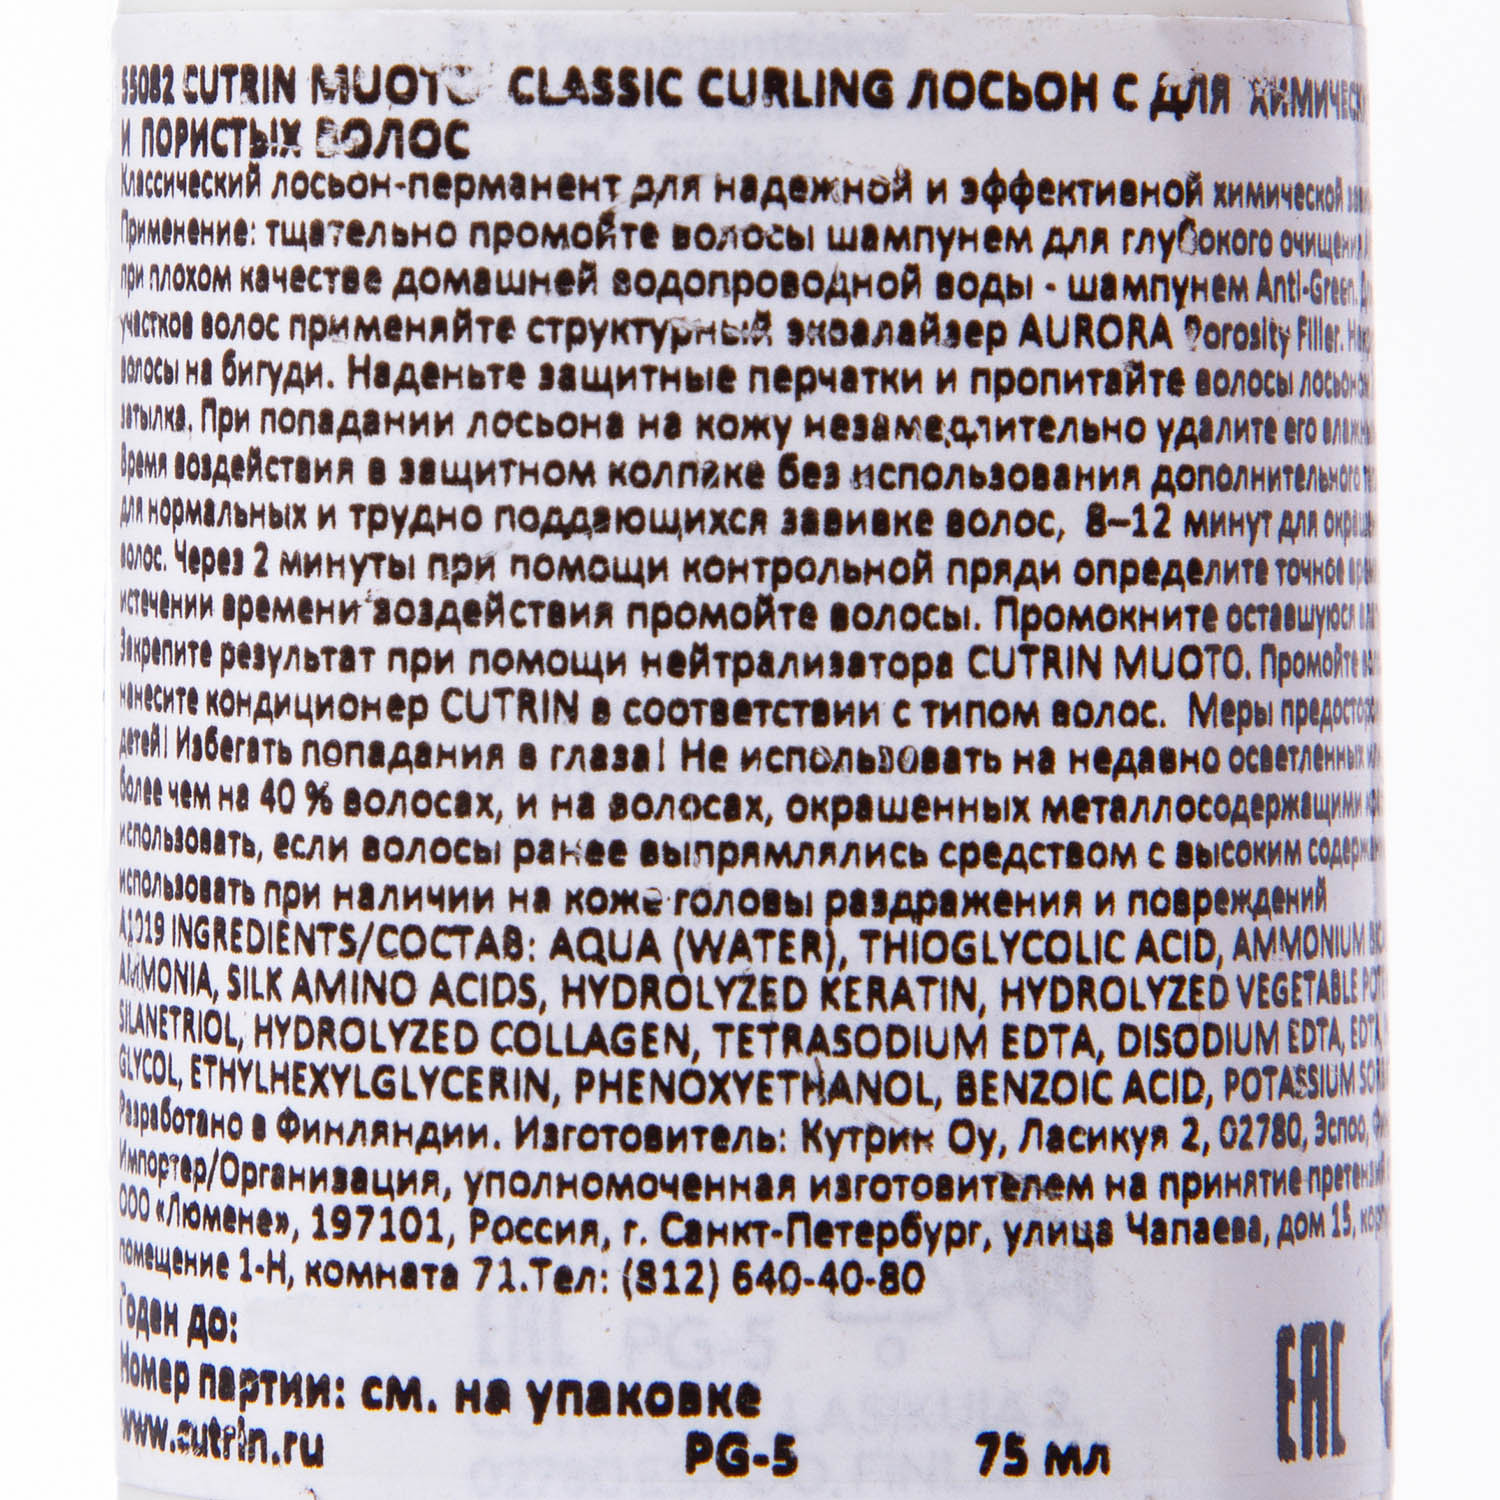 55082 CUTRIN MUOTO CLASSIC CURLING ЛОСЬОН С ДЛЯ
И ПОРИСТЫХ ВОЛОС
Классический лосьон-перманент для надежной и эффективной химической
Применение: тщательно промойте волосы шампунем для глубокого
при плохом качестве домашней водопроводной воды - шампунем Anti-Green.
участков волос применяйте структурный эквалайзер AURORA Porosity Filler.
волосы на бигуди. Наденьте защитные перчатки и пропитайте волосы
затылка. При попадании лосьона на кожу незамедлительно удалите его
Время воздействия в защитном колпаке без использования дополнительного
для нормальных и трудно поддающихся завивке волос, 8–12 минут для
волос. Через 2 минуты при помощи контрольной пряди определите точное
истечении времени воздействия промойте волосы. Промокните оставшуюся
Закрепите результат при помощи нейтрализатора CUTRIN MUOTO. Промойте
нанесите кондиционер CUTRIN в соответствии с типом волос. Меры
детей! Избегать попадания в глаза! Не использовать на недавно осветленных
более чем на 40 % волосах, и на волосах, окрашенных металлосодержащими
использовать, если волосы ранее выпрямлялись средством с высоким
использовать при наличии на коже головы раздражения и повреждений
A1019 INGREDIENTS/СОСТАВ: AQUA (WATER), THIOGLYCOLIC ACID, AMMONIUM
AMMONIA, SILK AMINO ACIDS, HYDROLYZED KERATIN, HYDROLYZED VEGETABLE
SILANETRIOL, HYDROLYZED COLLAGEN, TETRASODIUM EDTA, DISODIUM EDTA, EDTA,
GLYCOL, ETHYLHEXYLGLYCERIN, PHENOXYETHANOL, BENZOIC ACID, POTASSIUM
Разработано в Финляндии. Изготовитель: Кутрин Оу, Ласикуя 2, 02780, Эспоо,
Импортер/Организация, уполномоченная изготовителем на принятие
ООО «Люмене», 197101, Россия, г. Санкт-Петербург, улица Чапаева, дом 15,
помещение 1-Н, комната 71.Тел: (812) 640-40-80
Годен до:
Номер партии: см. на упаковке
www.cutrin.ru
PG-5 75 мл
EAC